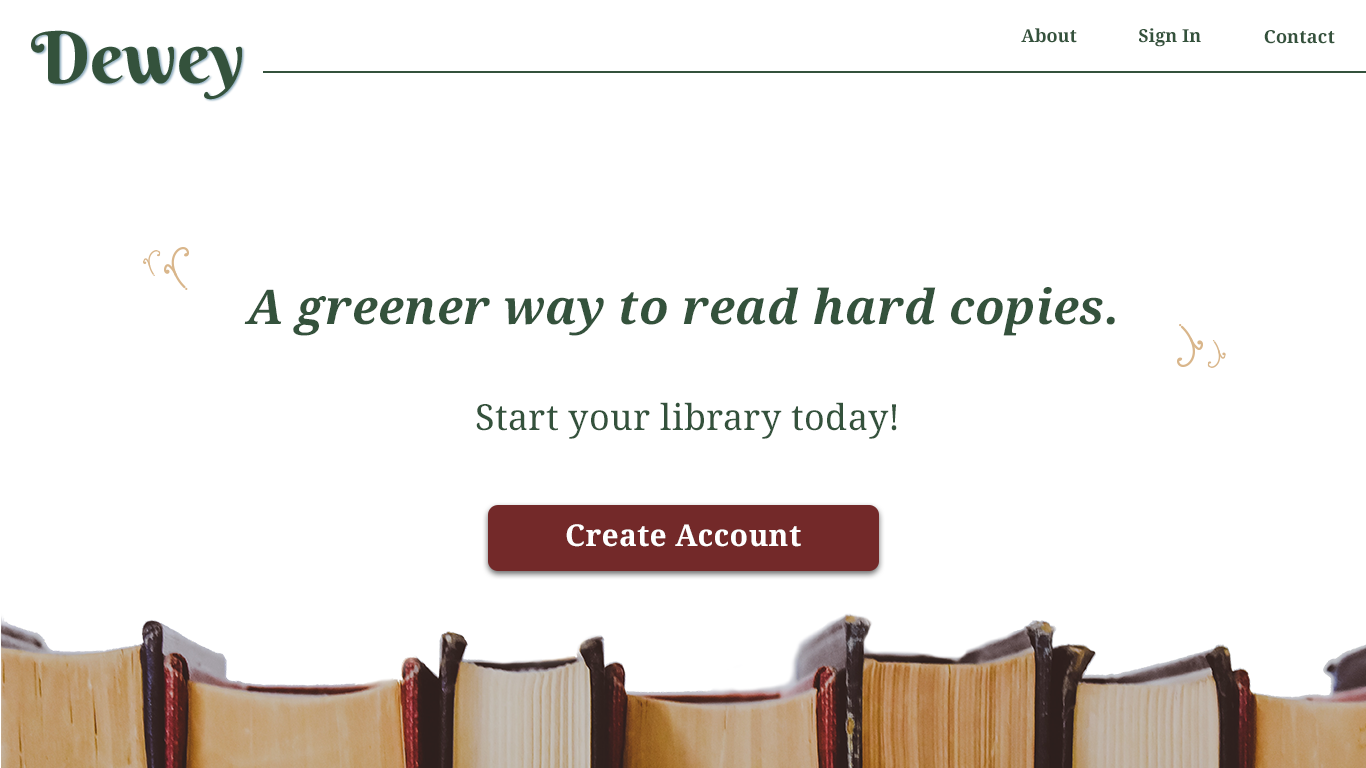 Dewey
About Sign In Contact
A greener way to read hard copies.
Start your library today!
Create Account